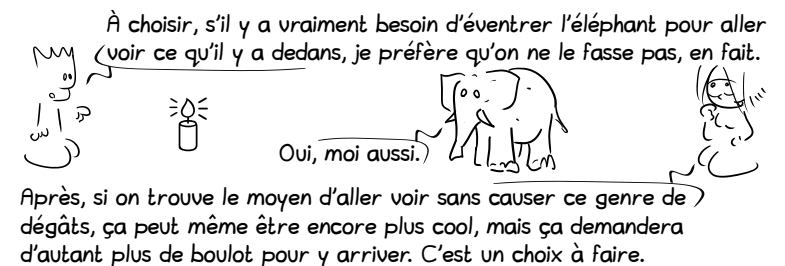 À choisir, s'il y a vraiment besoin d'éventrer l'éléphant pour aller
voir ce qu'il y a dedans, je préfère qu'on ne le fasse pas, en fait.
Oui, moi aussi.
Après, si on trouve le moyen d'aller voir sans causer ce genre de
dégâts, ça peut même être encore plus cool, mais ça demandera
d'autant plus de boulot pour y arriver. C'est un choix à faire.